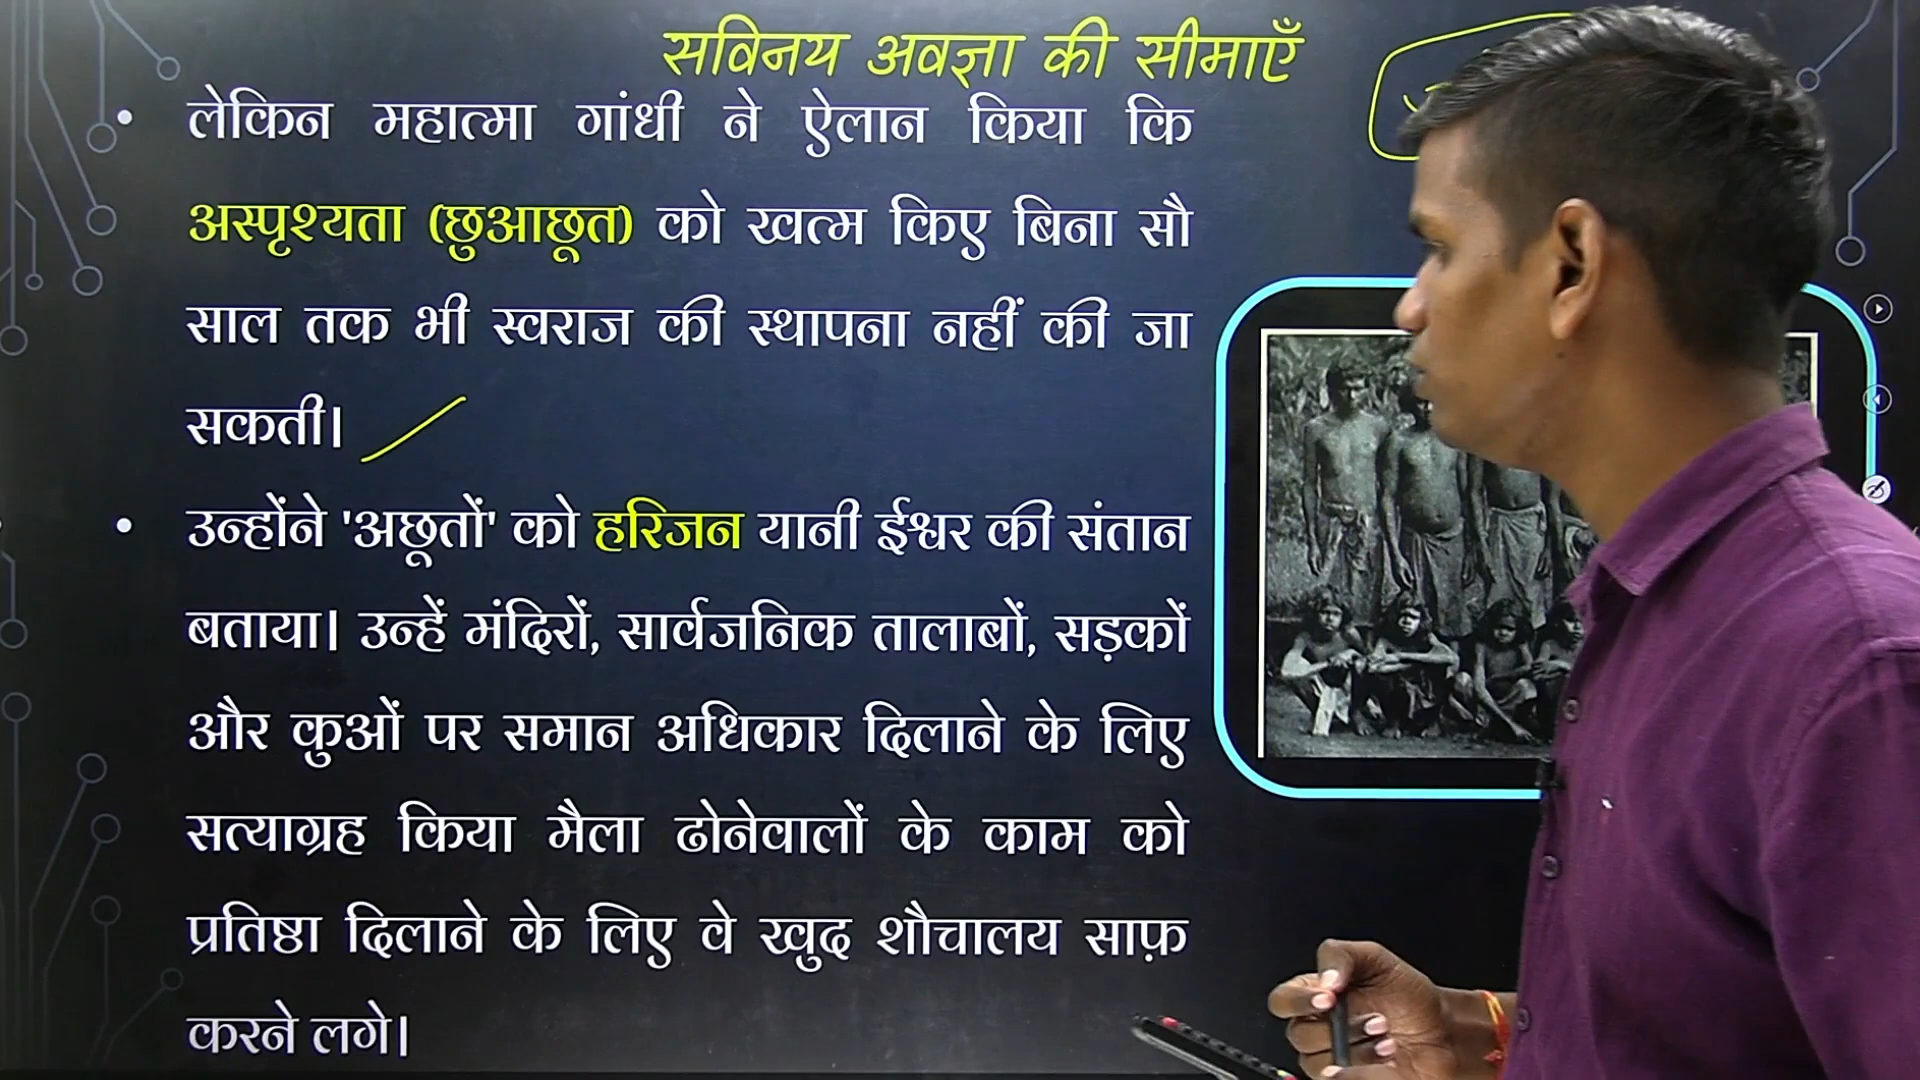 सविनय अवज्ञा की सीमाएँ
• लेकिन महात्मा गांधी ने ऐलान किया कि
अस्पृश्यता (छुआछूत) को खत्म किए बिना सौ
साल तक भी स्वराज की स्थापना नहीं की जा
सकती।
• उन्होंने 'अछूतों' को हरिजन यानी ईश्वर की संतान
बताया। उन्हें मंदिरों, सार्वजनिक तालाबों, सड़कों
और कुओं पर समान अधिकार दिलाने के लिए
सत्याग्रह किया मैला ढोनेवालों के काम को
प्रतिष्ठा दिलाने के लिए वे खुद शौचालय साफ़
करने लगे।